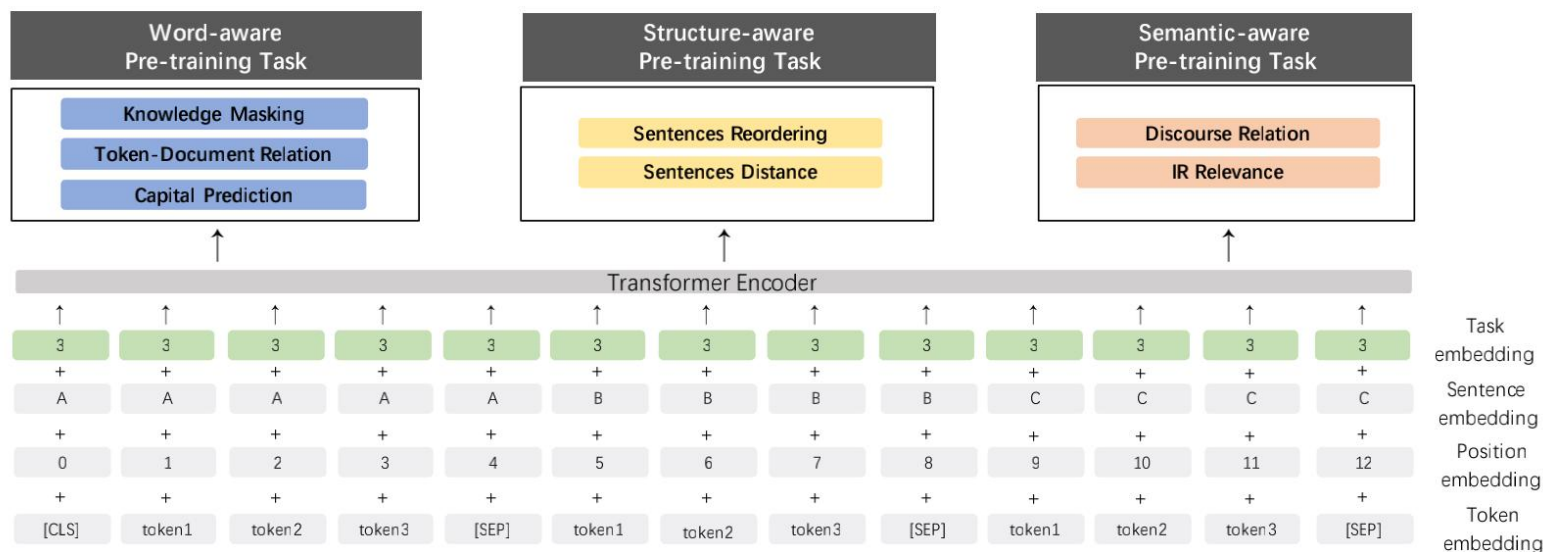 Word-aware
Pre-training Task
Structure-aware
Pre-training Task
Semantic-aware
Pre-training Task
Knowledge Masking
Token-Document Relation
Capital Prediction
Sentences Reordering
Sentences Distance
Discourse Relation
IR Relevance
Transformer Encoder
3 3 3 3 3 3 3 3 3 3 3 3 3
Task
embedding
+ + + + + + + + + + + + +
A A A A A B B B B C C C C
Sentence
embedding
+ + + + + + + + + + + + +
0 1 2 3 4 5 6 7 8 9 10 11 12
Position
embedding
+ + + + + + + + + + + + +
[CLS] token1 token2 token3 [SEP] token1 token2 token3 [SEP] token1 token2 token3 [SEP]
Token
embedding